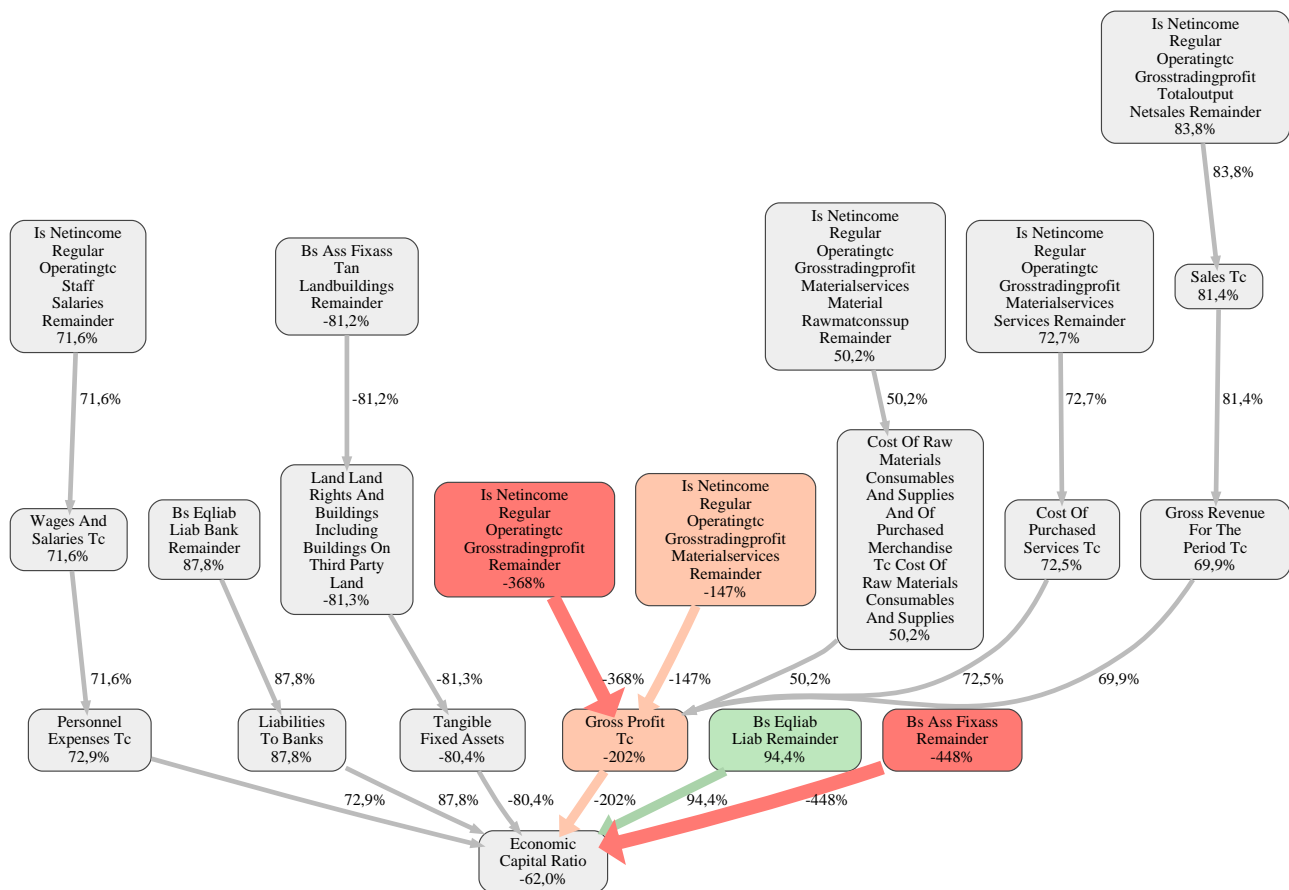 Is Netincome
Regular
Operatingtc
Grosstradingprofit
Totaloutput
Netsales Remainder
83,8%
83,8%
Is Netincome
Regular
Operatingtc
Staff
Salaries
Remainder
71,6%
Bs Ass Fixass
Tan
Landbuildings
Remainder
-81,2%
Is Netincome
Regular
Operatingtc
Grosstradingprofit
Materialservices
Material
Rawmatconssup
Remainder
50,2%
Is Netincome
Regular
Operatingtc
Grosstradingprofit
Materialservices
Services Remainder
72,7%
Sales Tc
81,4%
71,6%
-81,2%
50,2%
72,7%
81,4%
Wages And
Salaries Tc
71,6%
Bs Eqliab
Liab Bank
Remainder
87,8%
Land Land
Rights And
Buildings
Including
Buildings On
Third Party
Land
-81,3%
Is Netincome
Regular
Operatingtc
Grosstradingprofit
Remainder
-368%
Is Netincome
Regular
Operatingtc
Grosstradingprofit
Materialservices
Remainder
-147%
Cost Of Raw
Materials
Consumables
And Supplies
And Of
Purchased
Merchandise
Tc Cost Of
Raw Materials
Consumables
And Supplies
50,2%
Cost Of
Purchased
Services Tc
72,5%
Gross Revenue
For The
Period Tc
69,9%
71,6%
87,8%
-81,3%
-368%
-147%
50,2%
72,5%
69,9%
Personnel
Expenses Tc
72,9%
Liabilities
To Banks
87,8%
Tangible
Fixed Assets
-80,4%
Gross Profit
Tc
-202%
Bs Eqliab
Liab Remainder
94,4%
Bs Ass Fixass
Remainder
-448%
72,9%
87,8%
-80,4%
-202%
94,4%
-448%
Economic
Capital Ratio
-62,0%